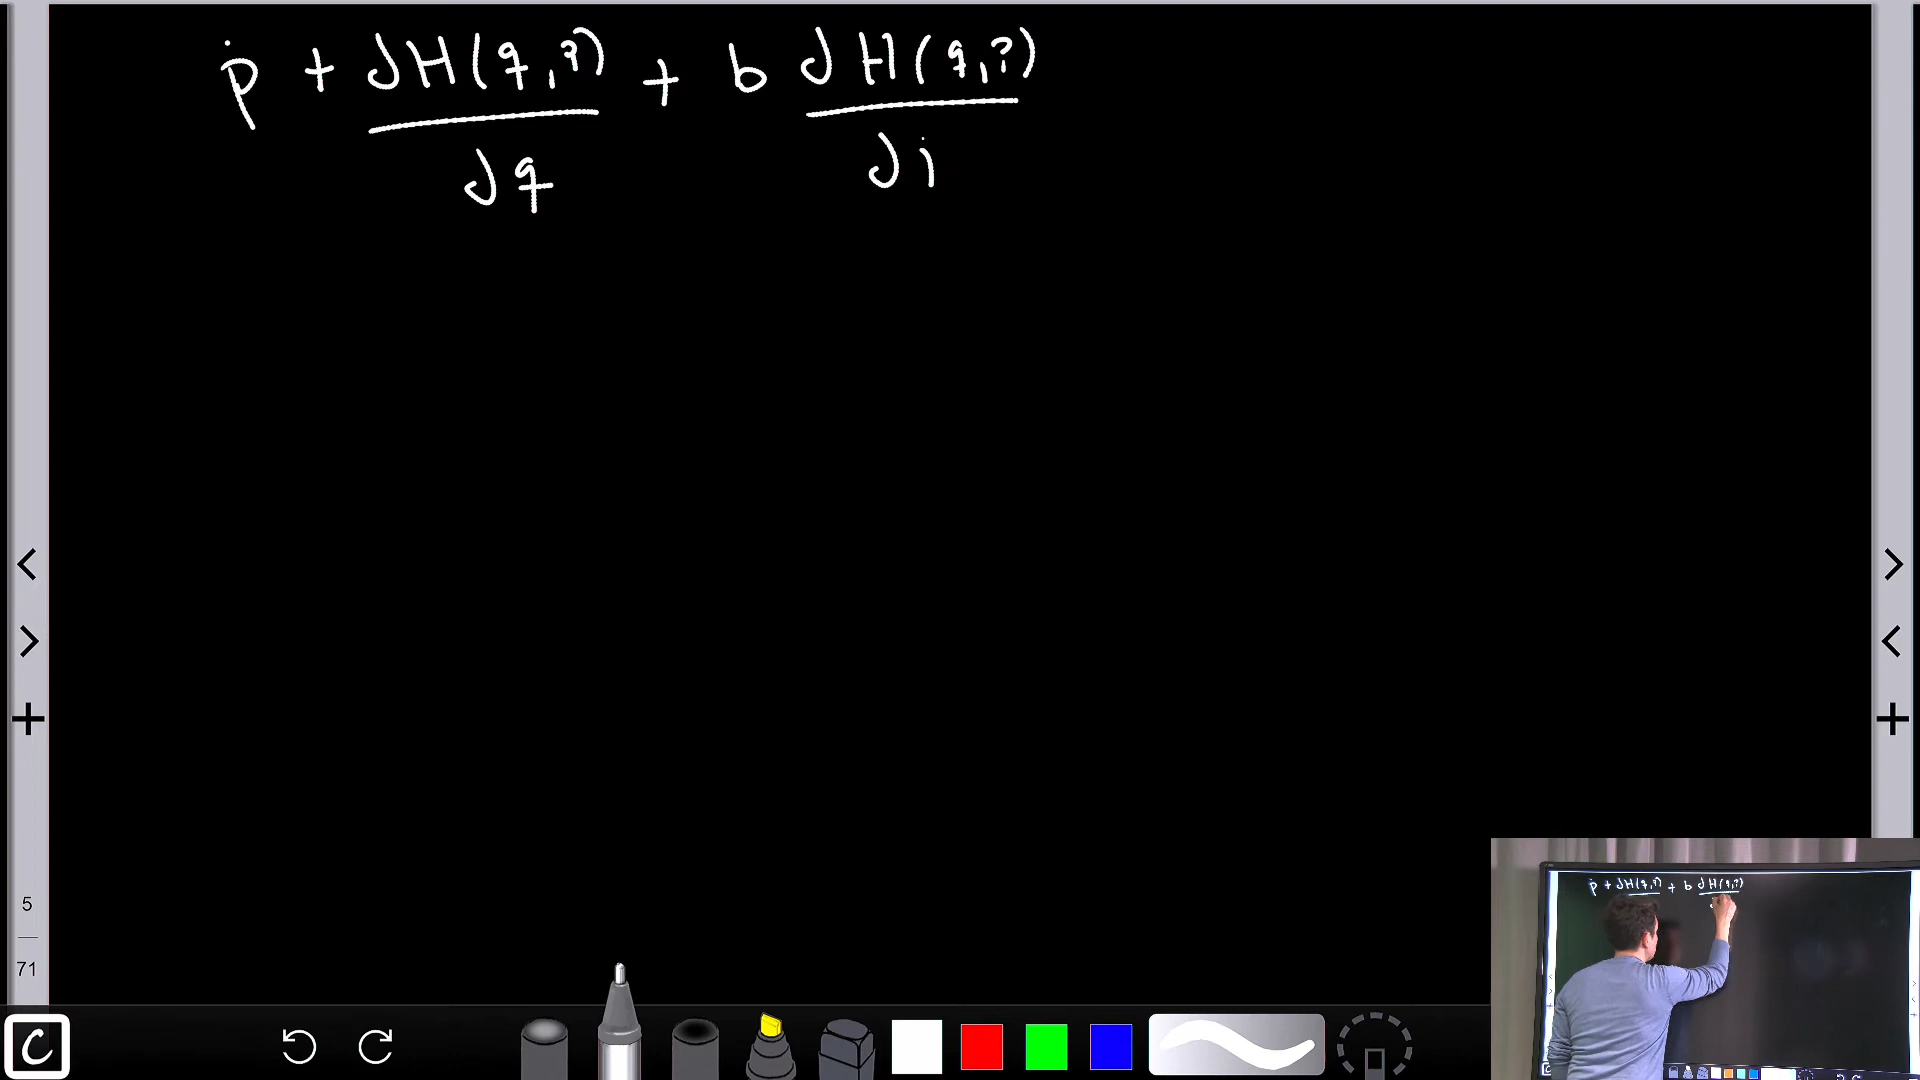 ṗ + ∂H(q,?) + b ∂H(q,?)
∂q ∂i
5
71
C